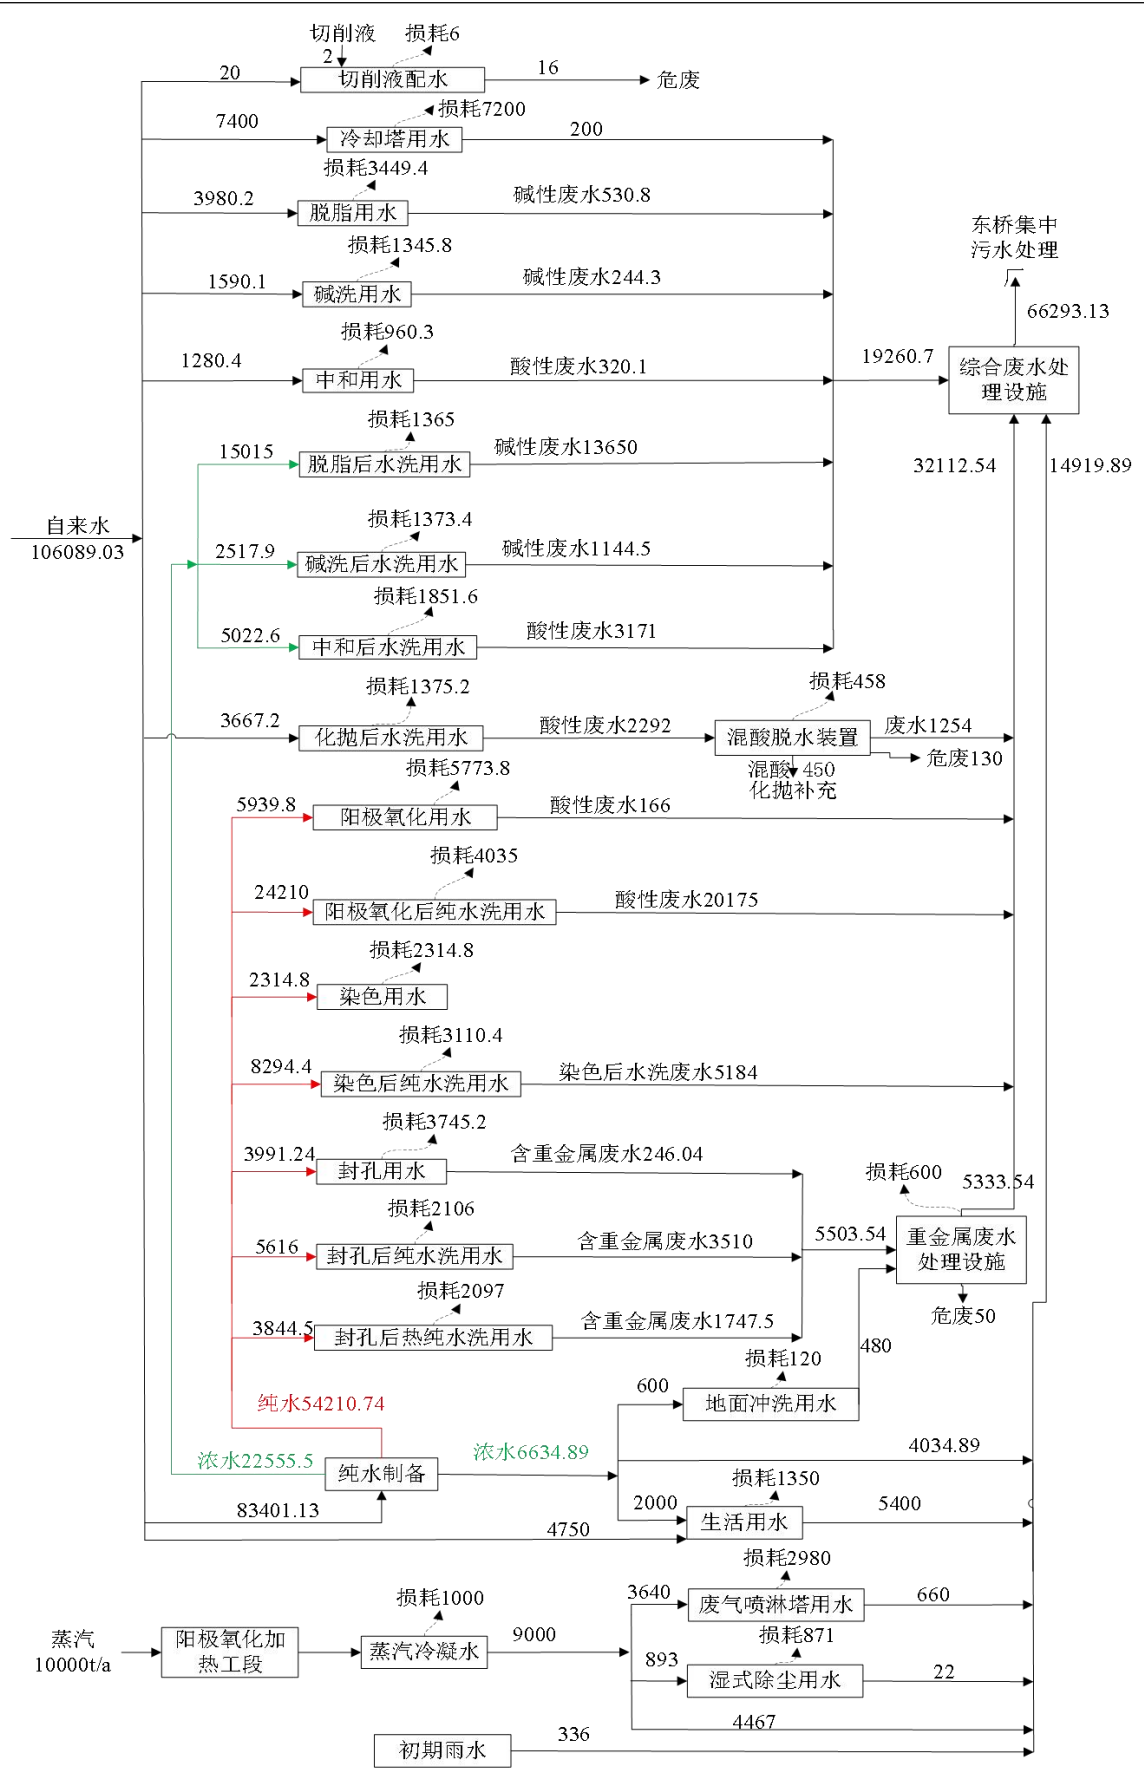 切削液
2
损耗6
20
切削液配水
16
危废
7400
冷却塔用水
损耗7200
200
损耗3449.4
3980.2
脱脂用水
碱性废水530.8
损耗1345.8
1590.1
碱洗用水
碱性废水244.3
损耗960.3
1280.4
中和用水
酸性废水320.1
19260.7
综合废水处
理设施
东桥集中
污水处理
厂
66293.13
损耗1365
15015
脱脂后水洗用水
碱性废水13650
32112.54
14919.89
自来水
106089.03
损耗1373.4
2517.9
碱洗后水洗用水
碱性废水1144.5
损耗1851.6
5022.6
中和后水洗用水
酸性废水3171
损耗1375.2
3667.2
化抛后水洗用水
酸性废水2292
损耗458
混酸脱水装置
废水1254
危废130
混酸 450
化抛补充
损耗5773.8
5939.8
阳极氧化用水
酸性废水166
损耗4035
24210
阳极氧化后纯水洗用水
酸性废水20175
损耗2314.8
2314.8
染色用水
损耗3110.4
8294.4
染色后纯水洗用水
染色后水洗废水5184
损耗3745.2
3991.24
封孔用水
含重金属废水246.04
损耗600
5333.54
损耗2106
5616
封孔后纯水洗用水
含重金属废水3510
5503.54
重金属废水
处理设施
危废50
损耗2097
3844.5
封孔后热纯水洗用水
含重金属废水1747.5
480
损耗120
600
地面冲洗用水
纯水54210.74
浓水22555.5
纯水制备
浓水6634.89
4034.89
83401.13
损耗1350
2000
4750
生活用水
5400
损耗2980
3640
废气喷淋塔用水
660
蒸汽
10000t/a
阳极氧化加
热工段
损耗1000
蒸汽冷凝水
9000
损耗871
893
湿式除尘用水
22
4467
初期雨水
336